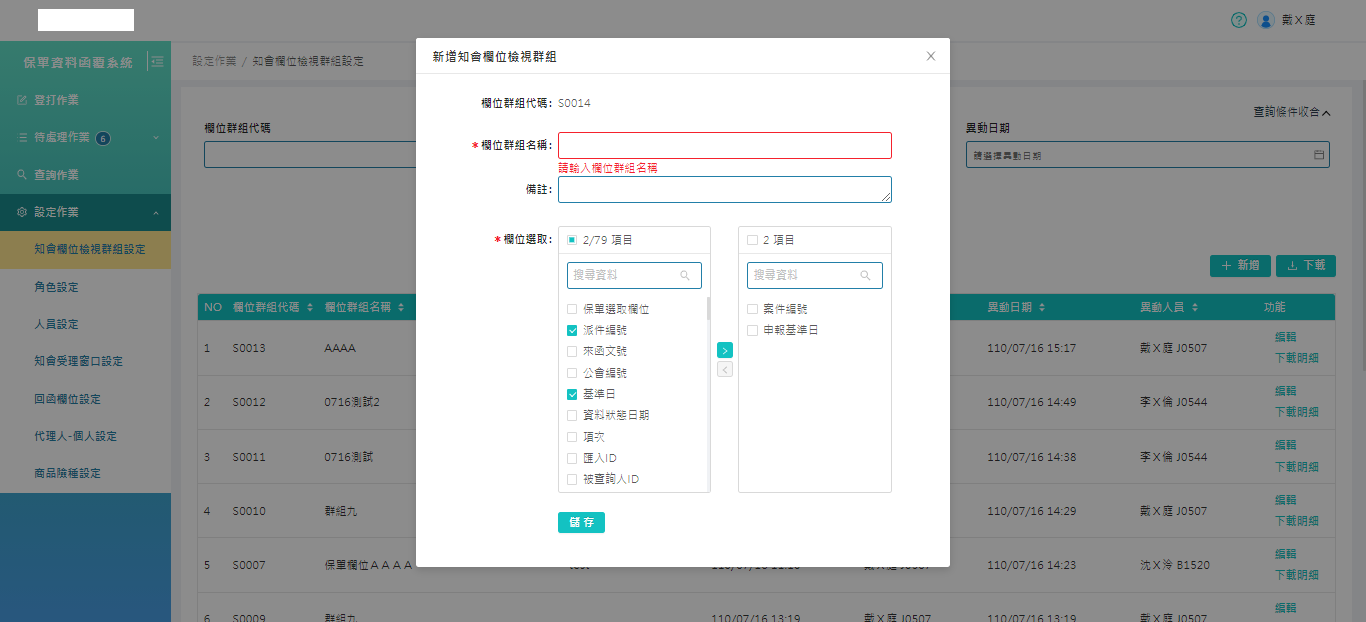 戴Ｘ庭
保單資料函覆系統
設定作業 / 知會欄位檢視群組設定
登打作業
待處理作業 6
查詢作業
設定作業
知會欄位檢視群組設定
角色設定
人員設定
知會受理窗口設定
回函欄位設定
代理人-個人設定
商品險種設定
查詢條件收合
欄位群組代碼
異動日期
請選擇異動日期
新增
下載
新增知會欄位檢視群組
欄位群組代碼: S0014
*欄位群組名稱:
請輸入欄位群組名稱
備註:
*欄位選取:
2/79 項目
搜尋資料
保單選取欄位
派件編號
來函文號
公會編號
基準日
資料狀態日期
項次
匯入ID
被查詢人ID
2 項目
搜尋資料
案件編號
申報基準日
儲存
NO 欄位群組代碼 欄位群組名稱 異動日期 異動人員 功能
1 S0013 AAAA 110/07/16 15:17 戴Ｘ庭 J0507 編輯
下載明細
2 S0012 0716測試2 110/07/16 14:49 李Ｘ倫 J0544 編輯
下載明細
3 S0011 0716測試 110/07/16 14:38 李Ｘ倫 J0544 編輯
下載明細
4 S0010 群組九 110/07/16 14:29 戴Ｘ庭 J0507 編輯
下載明細
5 S0007 保單欄位ＡＡＡＡ 110/07/16 14:23 沈Ｘ泠 B1520 編輯
下載明細
6 S0009 群組九 110/07/16 13:19 戴Ｘ庭 J0507 110/07/16 13:19 戴Ｘ庭 J0507 編輯